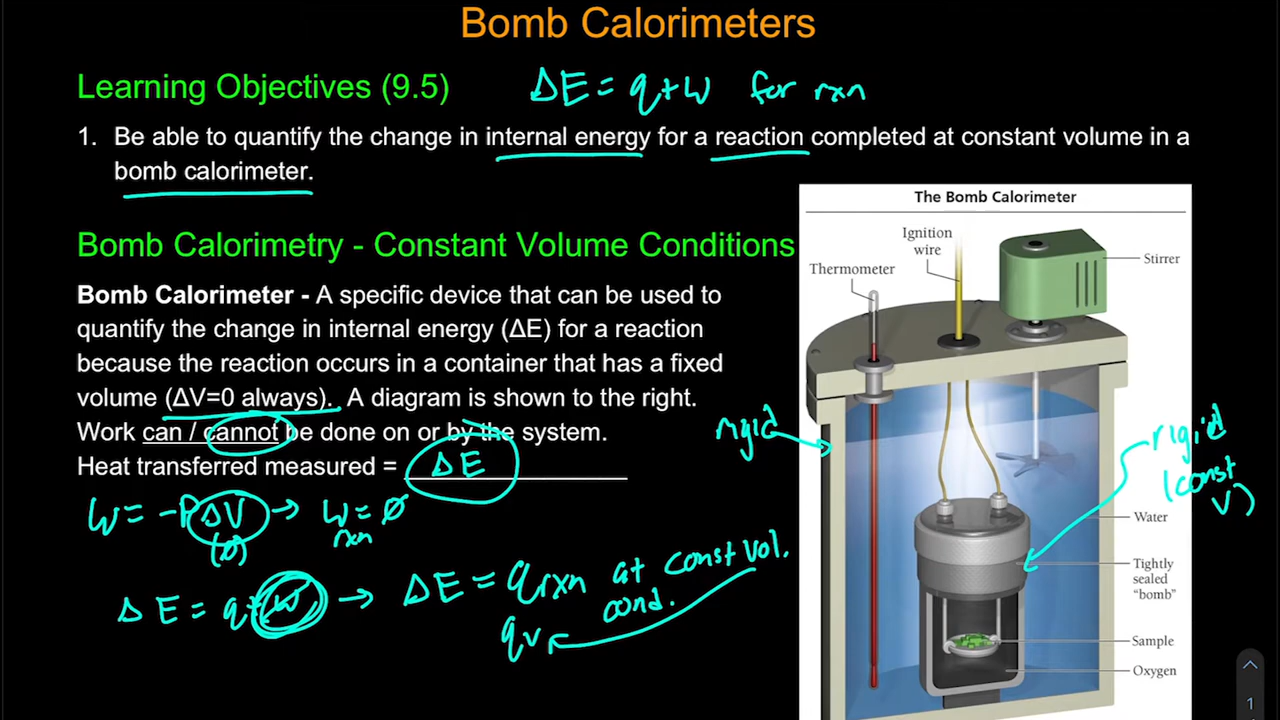 Bomb Calorimeters
Learning Objectives (9.5)
ΔE = q+w for rxn
1. Be able to quantify the change in internal energy for a reaction completed at constant volume in a
bomb calorimeter.
Bomb Calorimetry - Constant Volume Conditions
Bomb Calorimeter - A specific device that can be used to
quantify the change in internal energy (ΔE) for a reaction
because the reaction occurs in a container that has a fixed
volume (ΔV=0 always). A diagram is shown to the right.
Work can / cannot be done on or by the system.
Heat transferred measured = ΔE
W = -PΔV → W = ∅
(0) rxn
ΔE = q+w → ΔE = qrxn at const vol.
cond.
qv
The Bomb Calorimeter
Ignition
wire
Thermometer
Stirrer
rigid
rigid
(const
V)
Water
Tightly
sealed
"bomb"
Sample
Oxygen
1